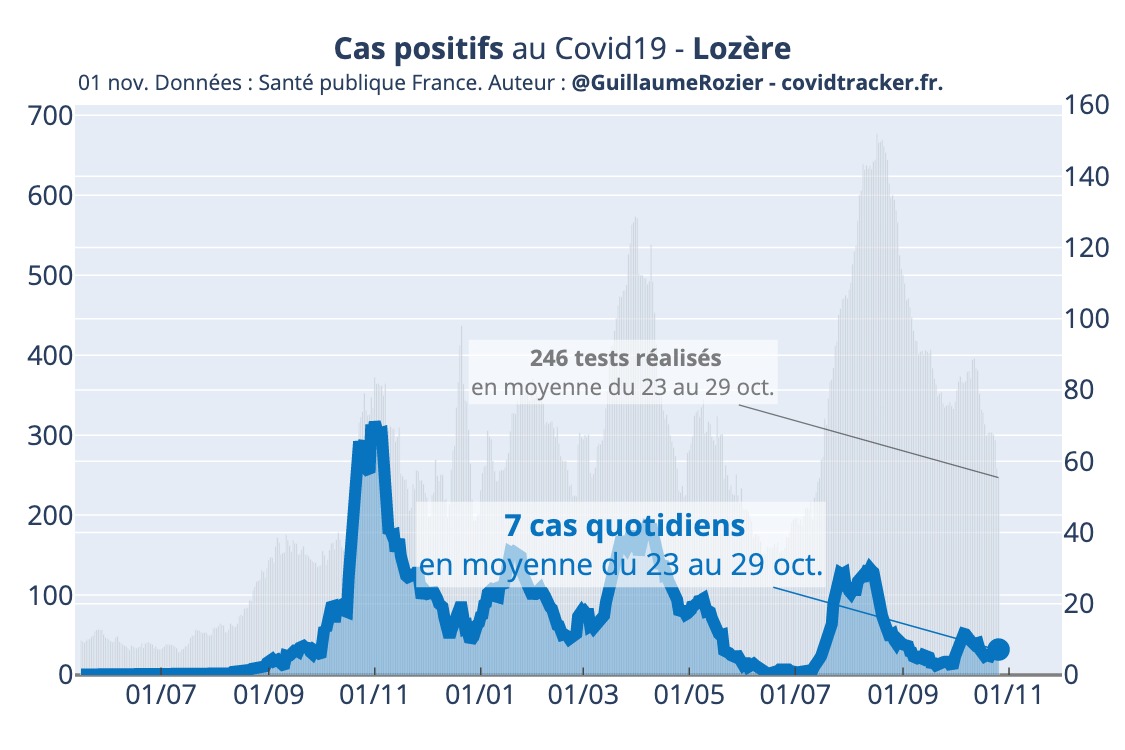 Cas positifs au Covid19 - Lozère
01 nov. Données : Santé publique France. Auteur : @GuillaumeRozier - covidtracker.fr.
700
600
500
400
300
200
100
0
160
140
120
100
80
60
40
20
0
246 tests réalisés
en moyenne du 23 au 29 oct.
7 cas quotidiens
en moyenne du 23 au 29 oct.
01/07 01/09 01/11 01/01 01/03 01/05 01/07 01/09 01/11